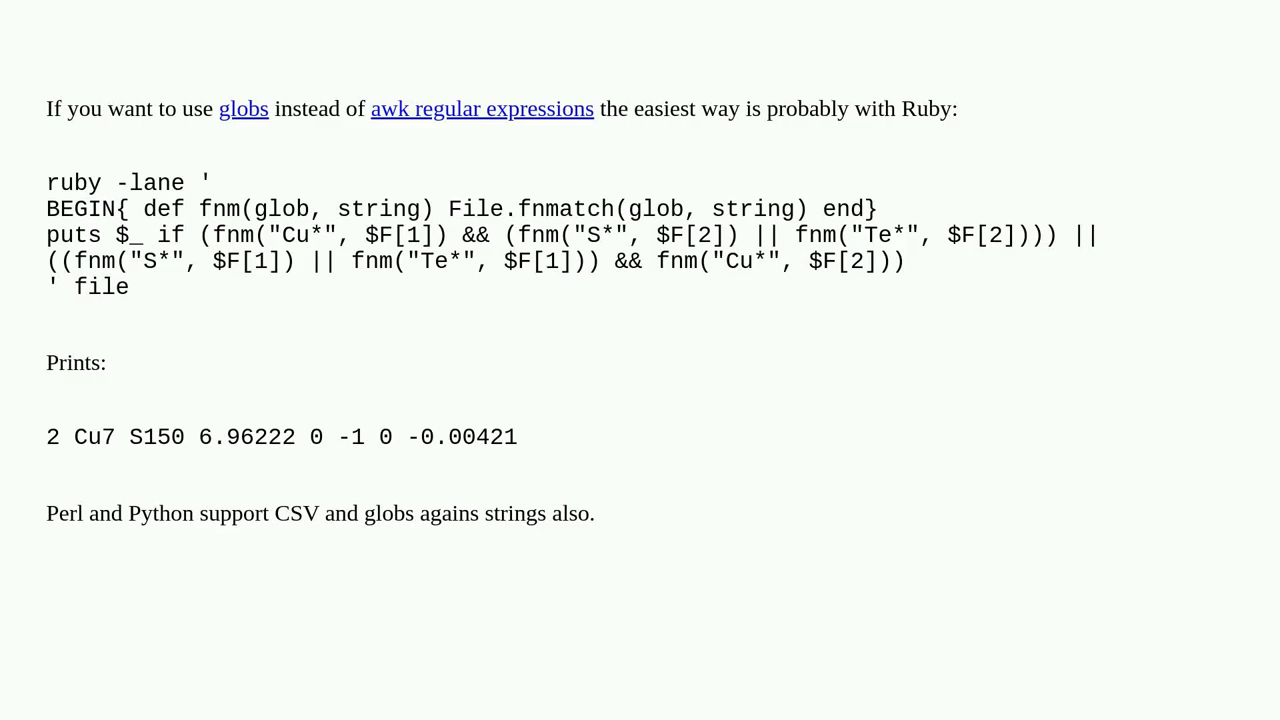 If you want to use globs instead of awk regular expressions the easiest way is probably with Ruby:
ruby -lane '
BEGIN{ def fnm(glob, string) File.fnmatch(glob, string) end}
puts $_ if (fnm("Cu*", $F[1]) && (fnm("S*", $F[2]) || fnm("Te*", $F[2]))) ||
((fnm("S*", $F[1]) || fnm("Te*", $F[1])) && fnm("Cu*", $F[2]))
' file
Prints:
2 Cu7 S150 6.96222 0 -1 0 -0.00421
Perl and Python support CSV and globs agains strings also.